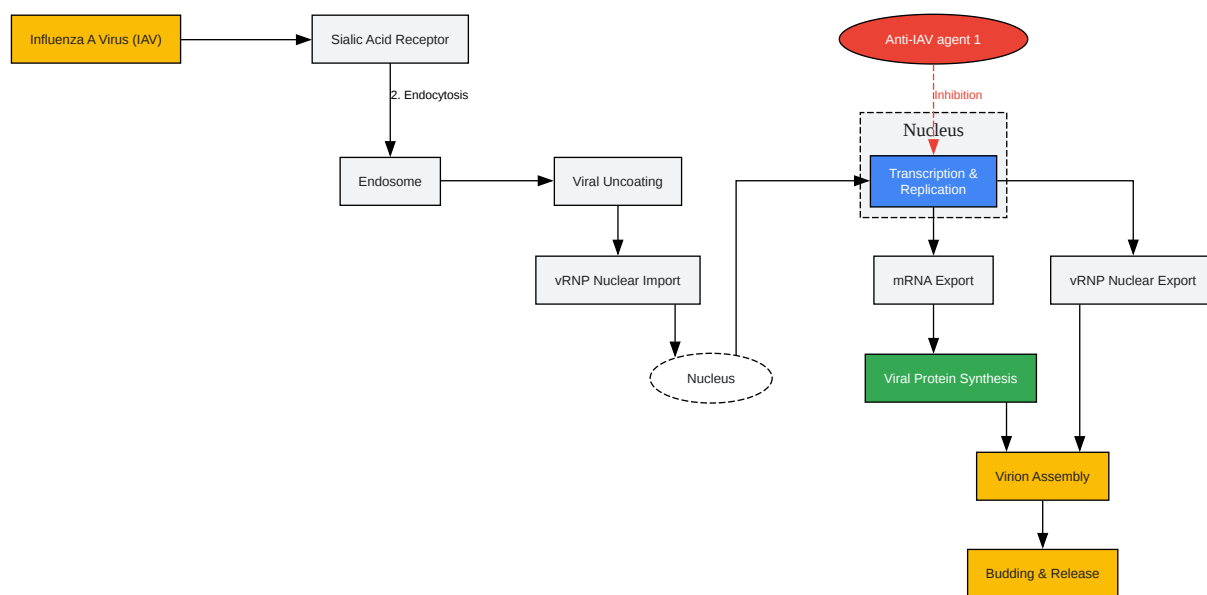 Influenza A Virus (IAV)
Sialic Acid Receptor
Anti-IAV agent 1
2. Endocytosis
Inhibition
Nucleus
Endosome
Viral Uncoating
Transcription &
Replication
vRNP Nuclear Import
mRNA Export
vRNP Nuclear Export
Nucleus
Viral Protein Synthesis
Virion Assembly
Budding & Release